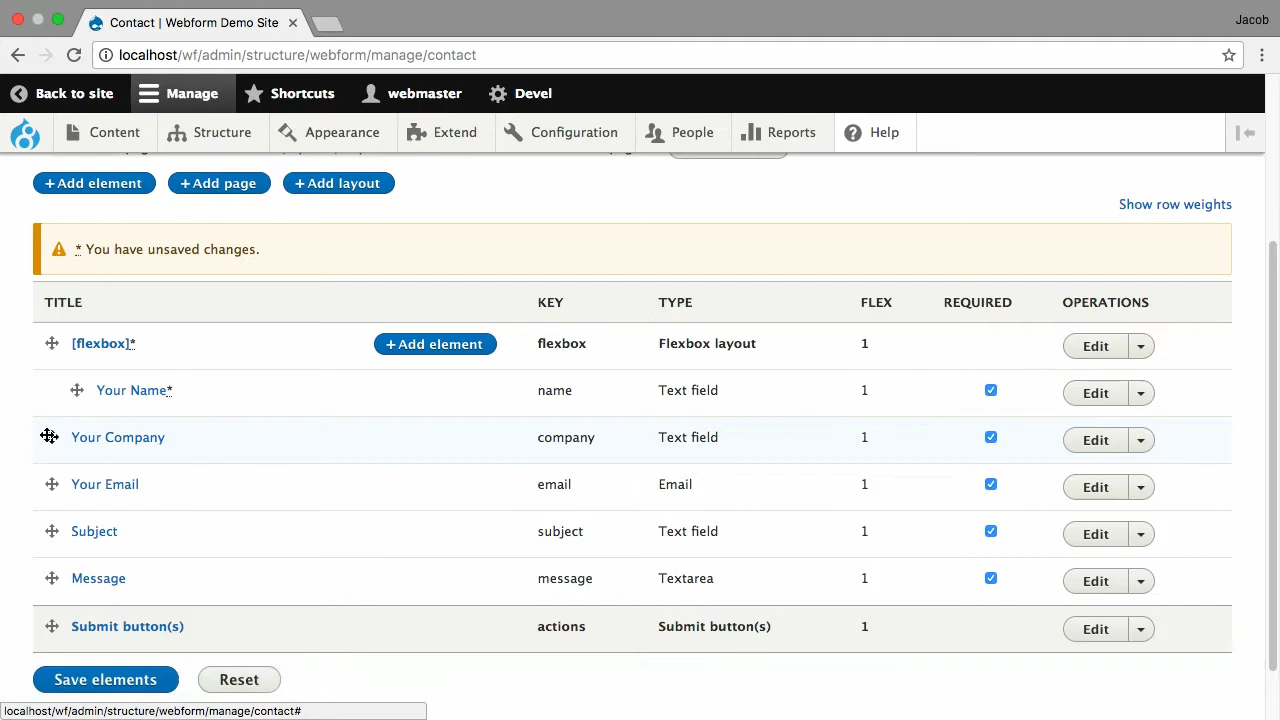 Contact | Webform Demo Site
Jacob
localhost/wf/admin/structure/webform/manage/contact
Back to site Manage Shortcuts webmaster Devel
Content Structure Appearance Extend Configuration People Reports Help
+ Add element + Add page + Add layout
Show row weights
* You have unsaved changes.
TITLE KEY TYPE FLEX REQUIRED OPERATIONS
[flexbox]* + Add element flexbox Flexbox layout 1 Edit
Your Name* name Text field 1 Edit
Your Company company Text field 1 Edit
Your Email email Email 1 Edit
Subject subject Text field 1 Edit
Message message Textarea 1 Edit
Submit button(s) actions Submit button(s) 1 Edit
Save elements Reset
localhost/wf/admin/structure/webform/manage/contact#